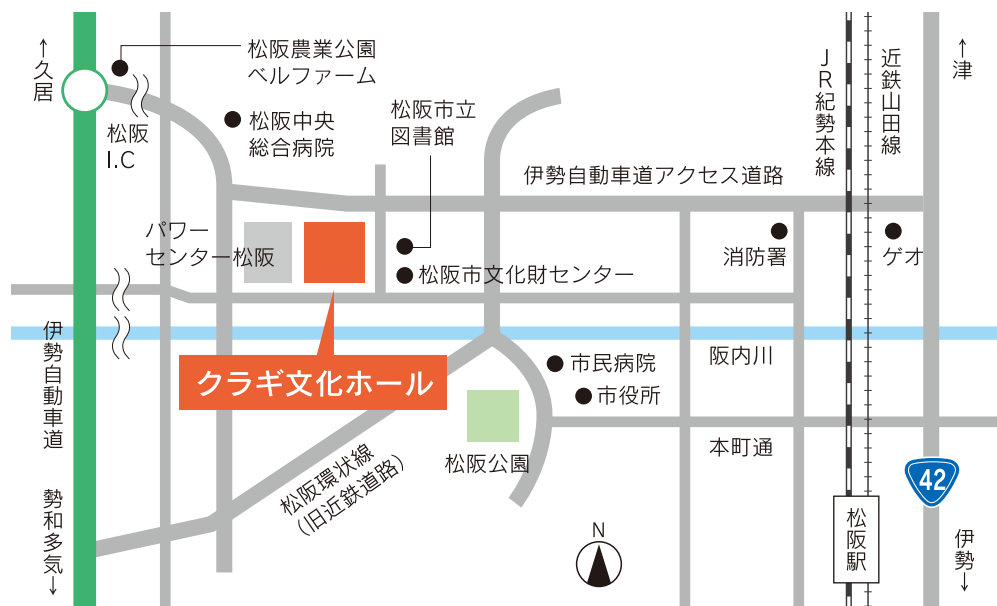 ↑久居
松阪農業公園
ベルファーム
松阪
I.C
松阪中央
総合病院
松阪市立
図書館
伊勢自動車道アクセス道路
JR紀勢本線
近鉄山田線
↑津
パワー
センター松阪
松阪市文化財センター
消防署
ゲオ
伊勢自動車道
クラギ文化ホール
市民病院
市役所
阪内川
松阪公園
本町通
松阪環状線
(旧近鉄道路)
42
勢和多気↓
N
松阪駅
伊勢↓